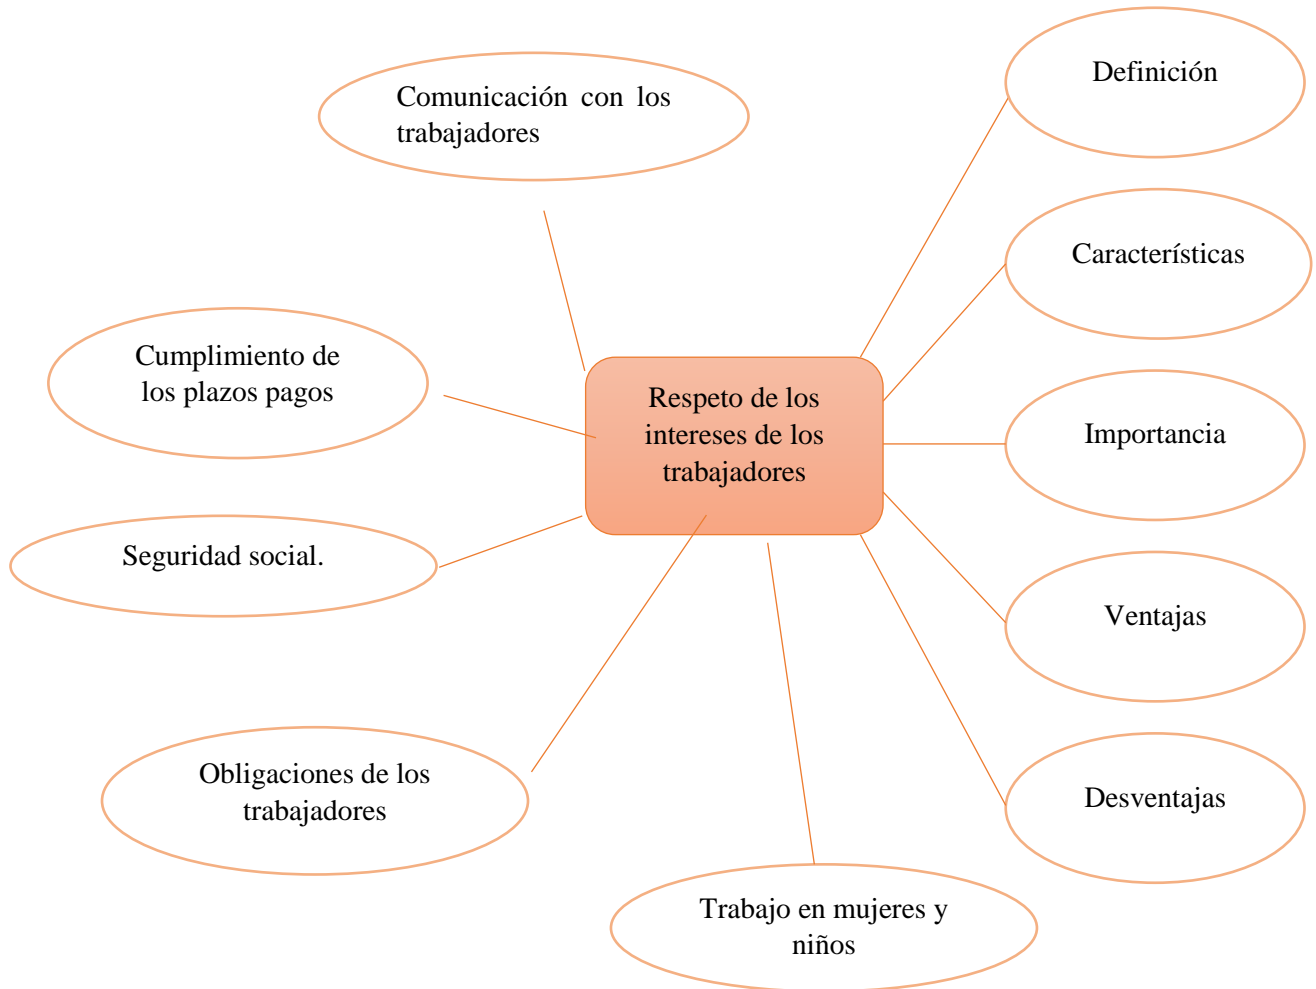 Definición
Comunicación con los
trabajadores
Característícas
Cumplimiento de
los plazos pagos
Respeto de los
intereses de los
trabajadores
Importancia
Seguridad social.
Ventajas
Obligaciones de los
trabajadores
Desventajas
Trabajo en mujeres y
niños